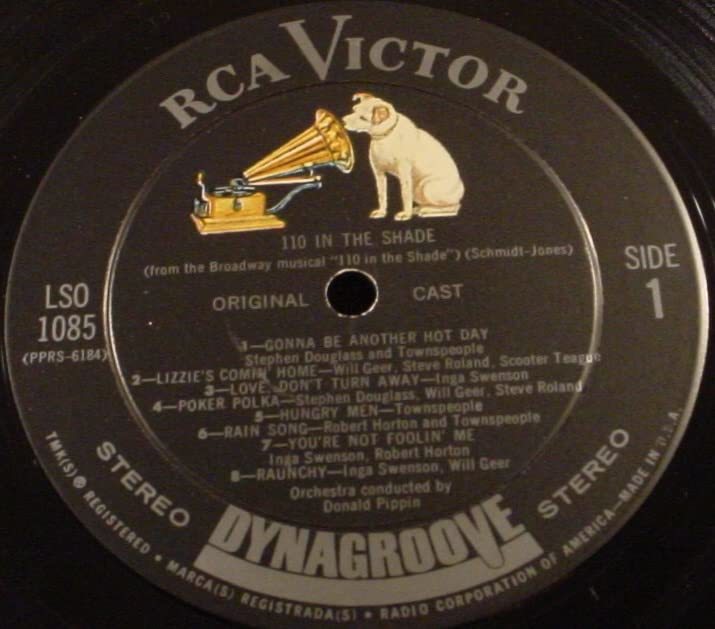 RCA VICTOR
110 IN THE SHADE
(from the Broadway musical "110 in the Shade") (Schmidt-Jones)
LSO
1085
(PPRS-6184)
SIDE
1
ORIGINAL CAST
1—GONNA BE ANOTHER HOT DAY
Stephen Douglass and Townspeople
2—LIZZIE'S COMIN' HOME—Will Geer, Steve Roland, Scooter Teague
3—LOVE, DON'T TURN AWAY—Inga Swenson
4—POKER POLKA—Stephen Douglass, Will Geer, Steve Roland
5—HUNGRY MEN—Townspeople
6—RAIN SONG—Robert Horton and Townspeople
7—YOU'RE NOT FOOLIN' ME
Inga Swenson, Robert Horton
8—RAUNCHY—Inga Swenson, Will Geer
Orchestra conducted by
Donald Pippin
STEREO
DYNAGROOVE
STEREO
TMK(S) ® REGISTERED • MARCA(S) REGISTRADA(S) • RADIO CORPORATION OF AMERICA—MADE IN U.S.A.